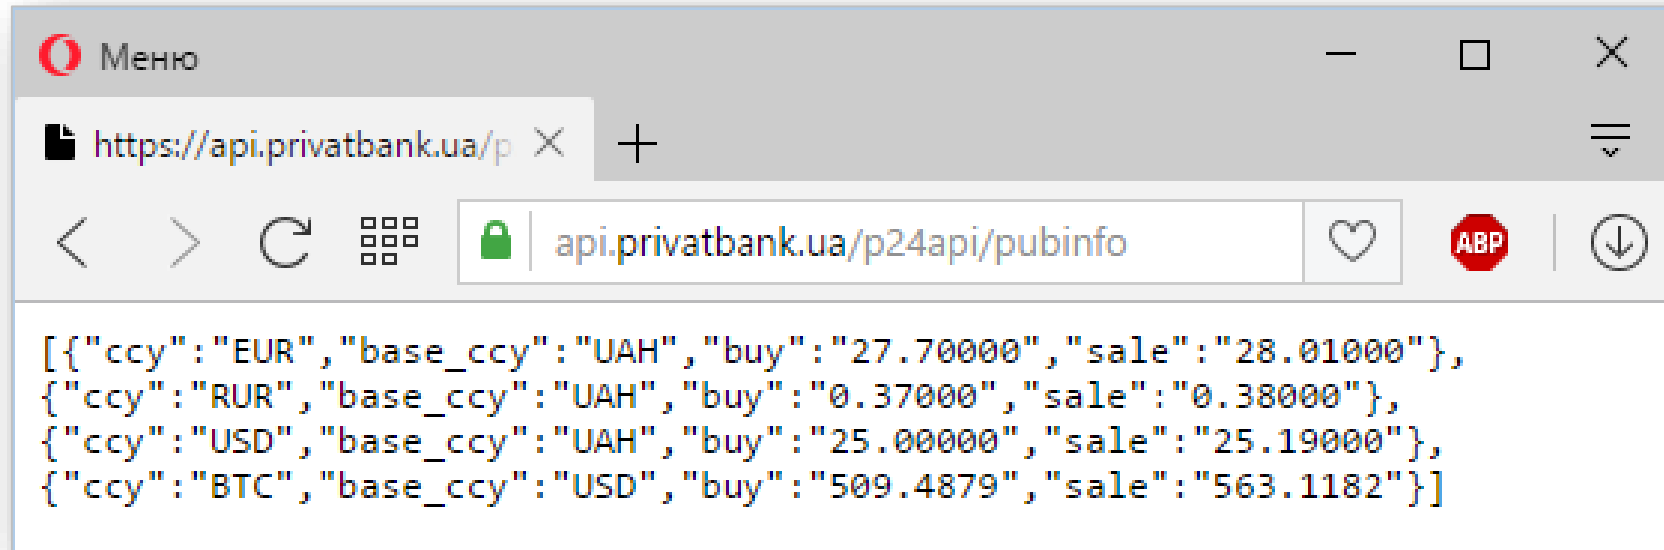 Меню
https://api.privatbank.ua/p
api.privatbank.ua/p24api/pubinfo
ABP
[{"ccy":"EUR","base_ccy":"UAH","buy":"27.70000","sale":"28.01000"},
{"ccy":"RUR","base_ccy":"UAH","buy":"0.37000","sale":"0.38000"},
{"ccy":"USD","base_ccy":"UAH","buy":"25.00000","sale":"25.19000"},
{"ccy":"BTC","base_ccy":"USD","buy":"509.4879","sale":"563.1182"}]